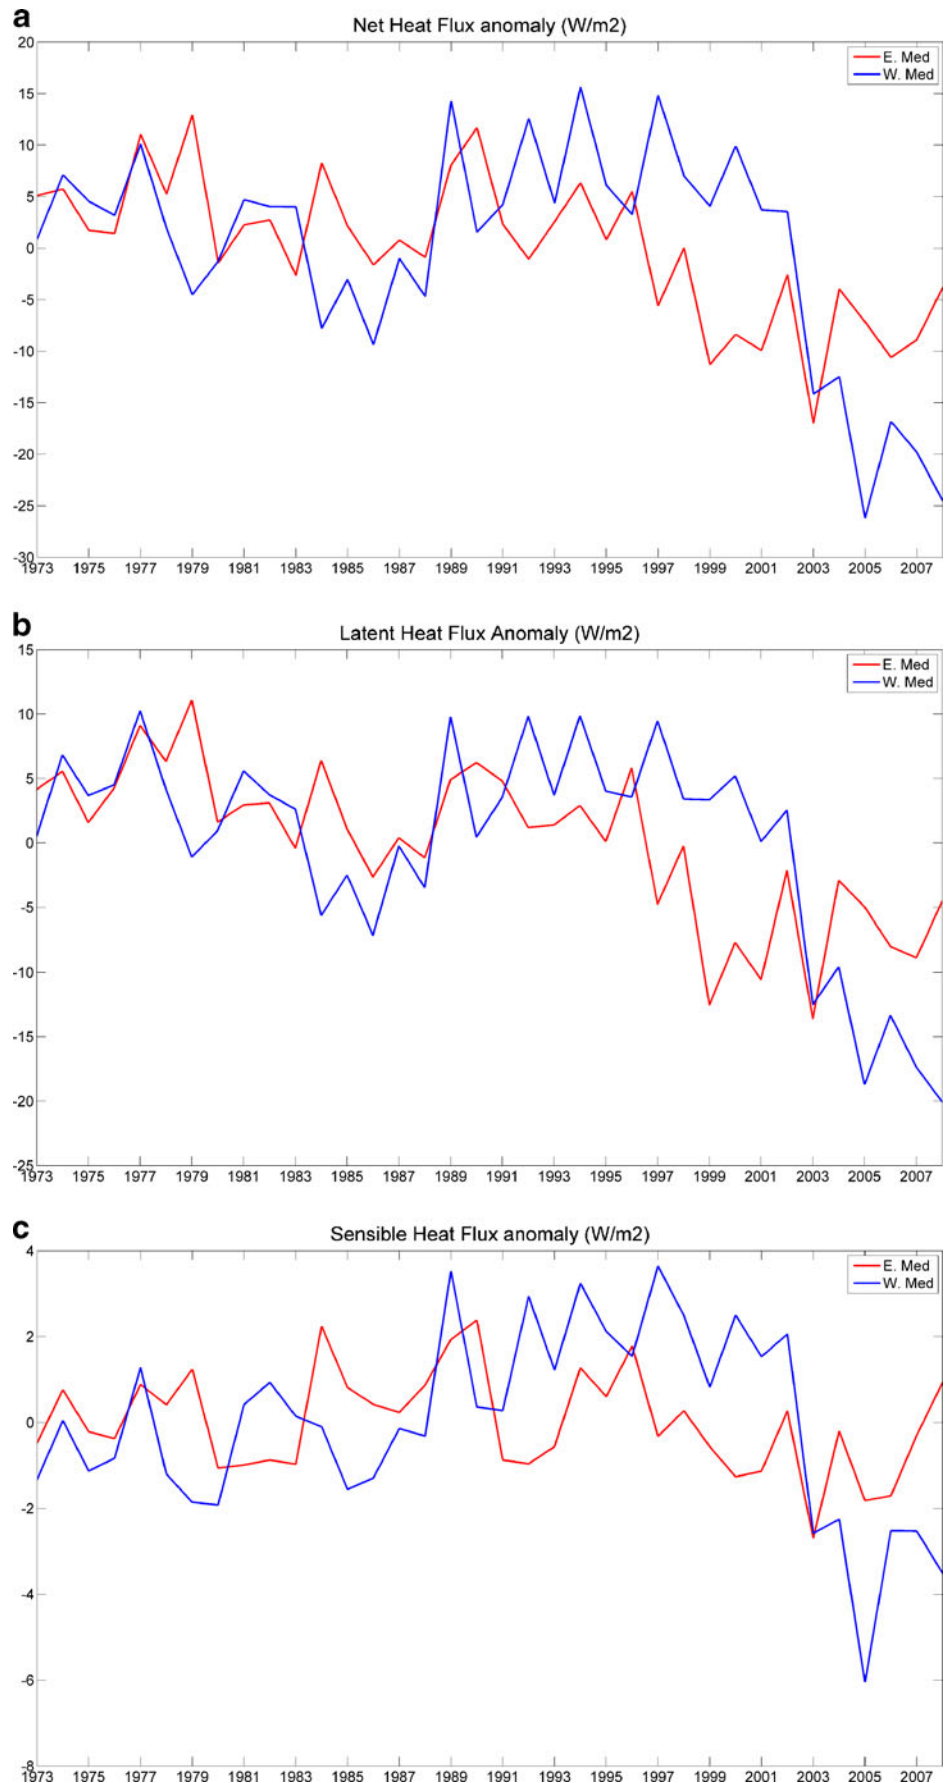 a
Net Heat Flux anomaly (W/m2)
20
15
10
5
0
-5
-10
-15
-20
-25
-30
E. Med
W. Med
1973 1975 1977 1979 1981 1983 1985 1987 1989 1991 1993 1995 1997 1999 2001 2003 2005 2007
b
Latent Heat Flux Anomaly (W/m2)
15
10
5
0
-5
-10
-15
-20
-25
E. Med
W. Med
1973 1975 1977 1979 1981 1983 1985 1987 1989 1991 1993 1995 1997 1999 2001 2003 2005 2007
c
Sensible Heat Flux anomaly (W/m2)
4
2
0
-2
-4
-6
-8
E. Med
W. Med
1973 1975 1977 1979 1981 1983 1985 1987 1989 1991 1993 1995 1997 1999 2001 2003 2005 2007